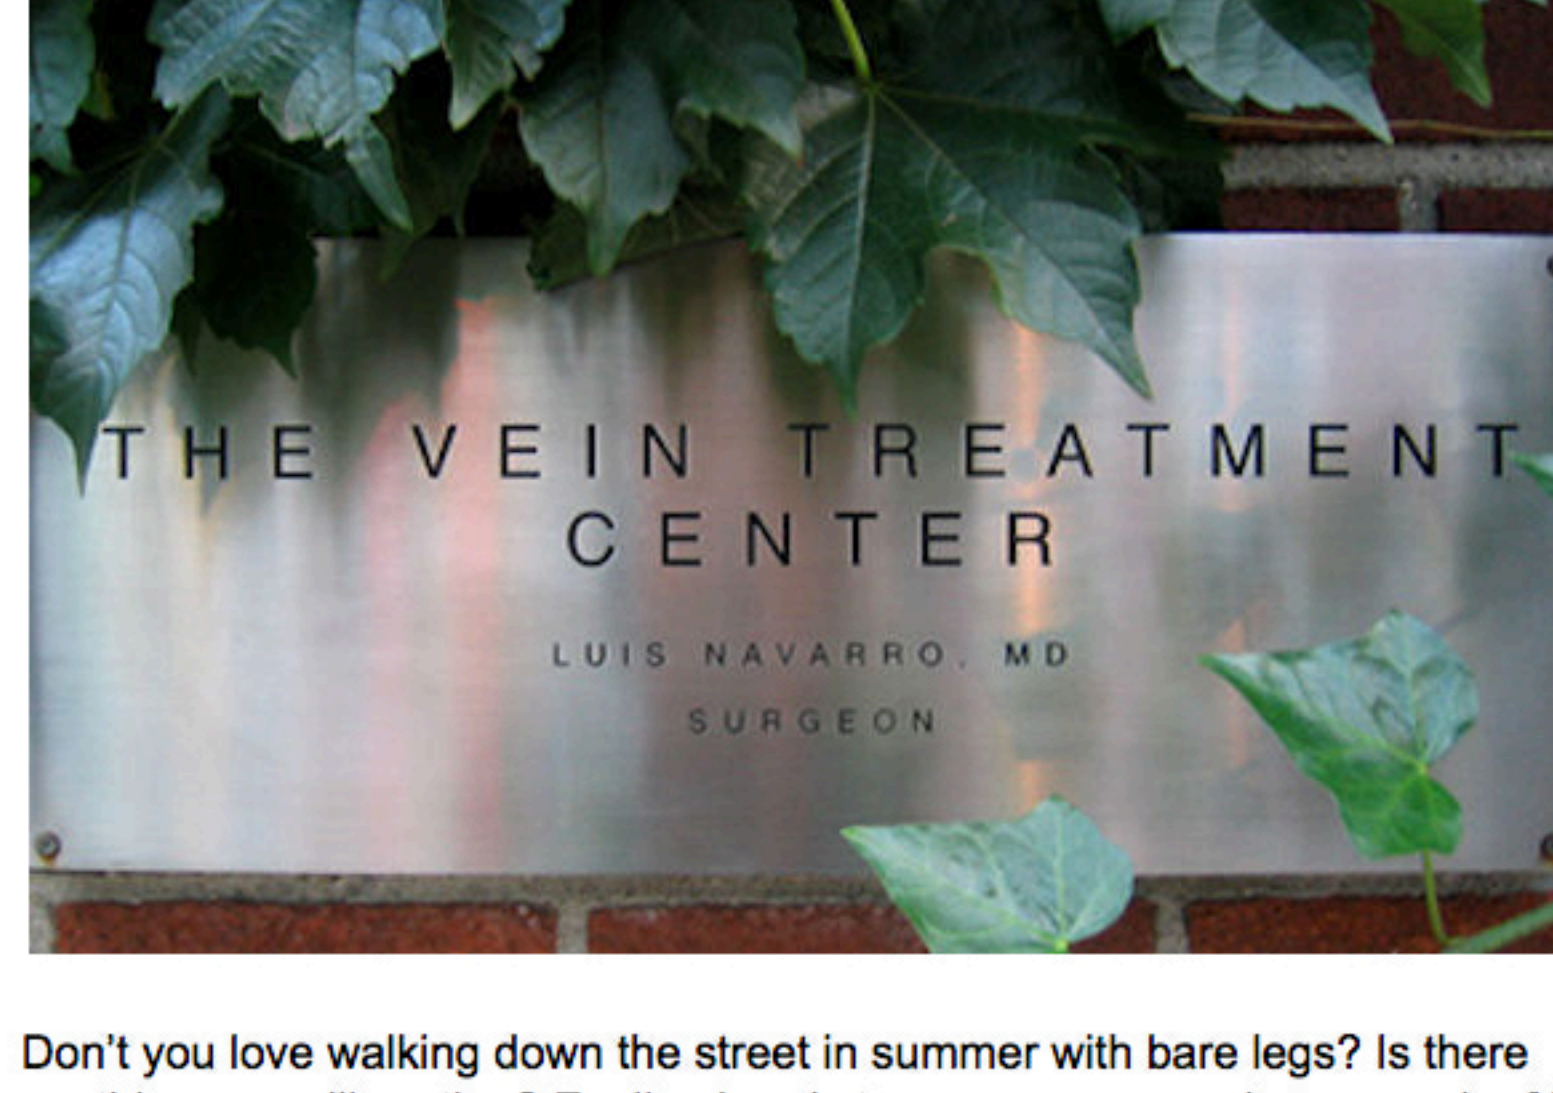 THE VEIN TREATMENT
CENTER
LUIS NAVARRO, MD
SURGEON
Don't you love walking down the street in summer with bare legs? Is there